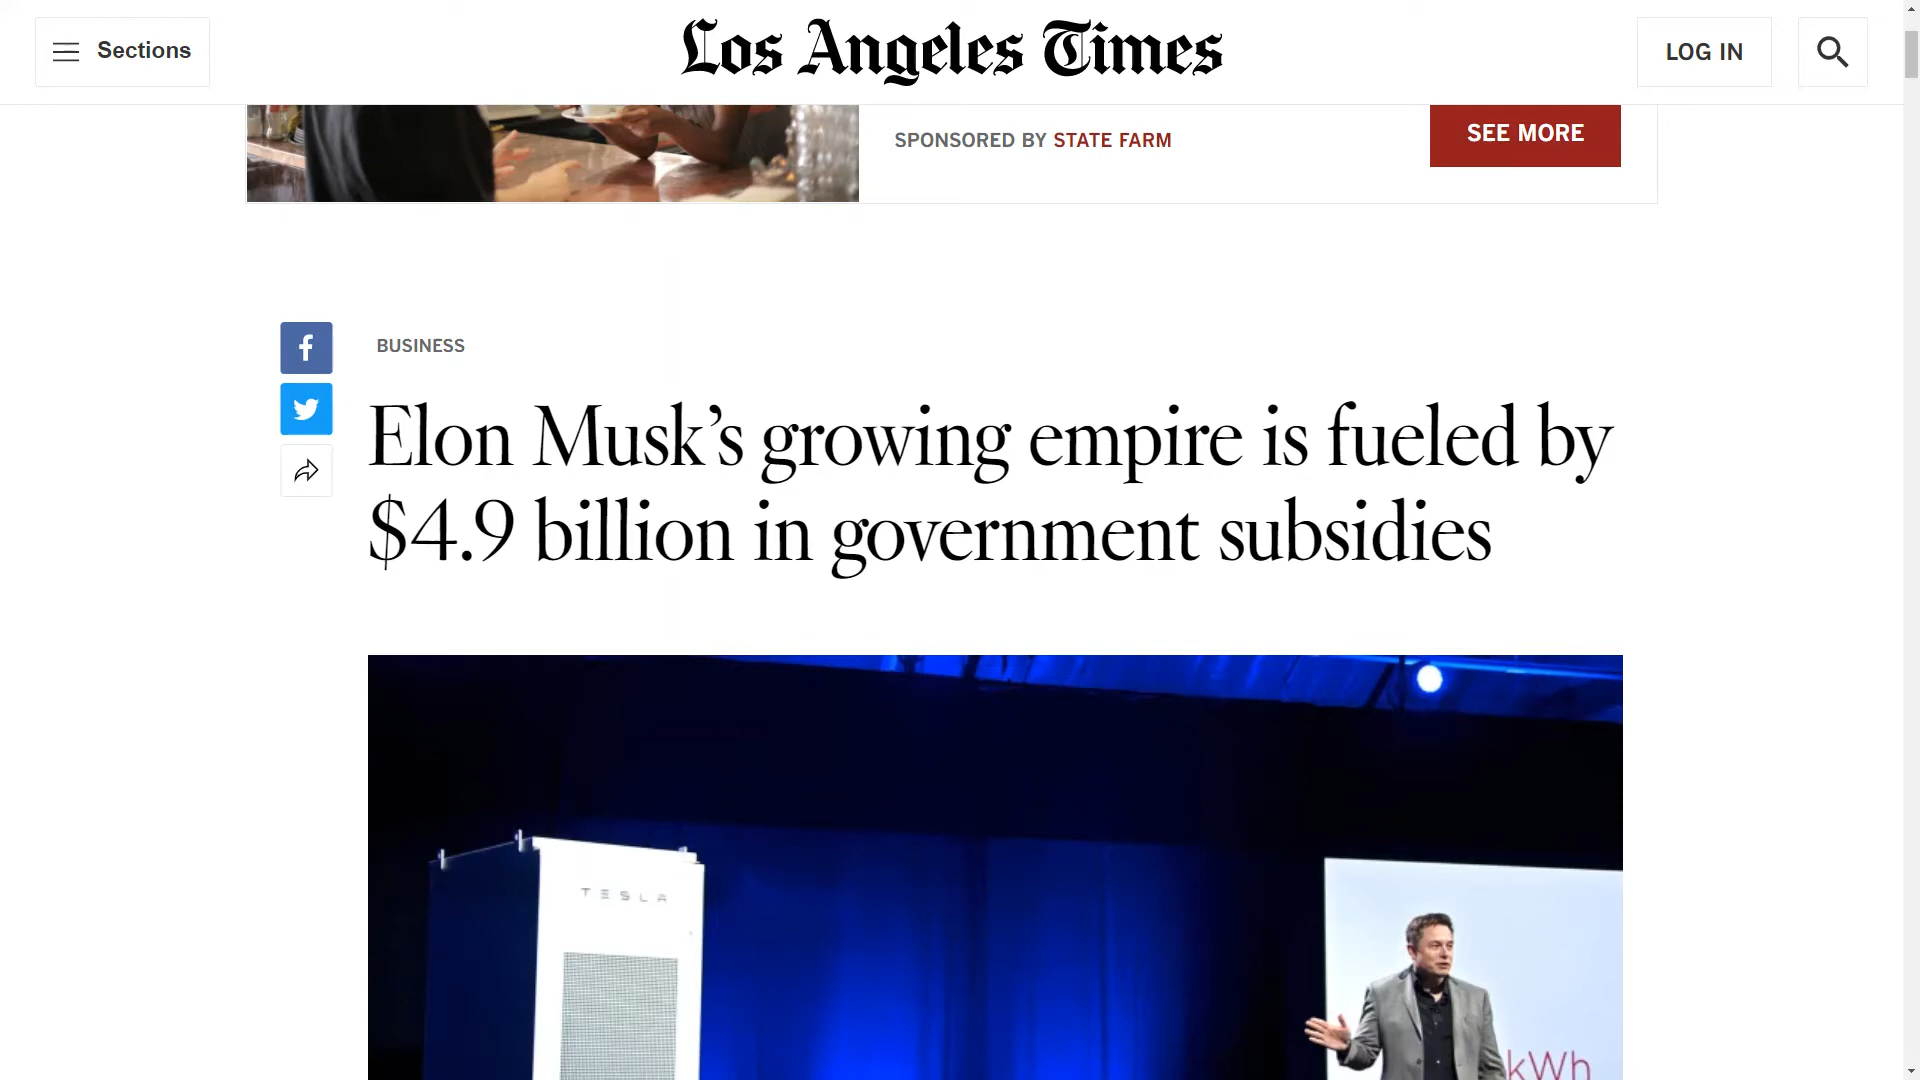 Sections
Los Angeles Times
LOG IN
SPONSORED BY STATE FARM
SEE MORE
BUSINESS
Elon Musk’s growing empire is fueled by
$4.9 billion in government subsidies
TESLA
kWh